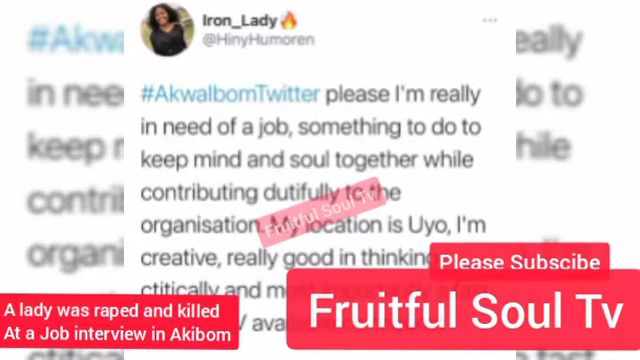 Iron_Lady🔥
@HinyHumoren
#AkwaIbomTwitter please I'm really
in need of a job, something to do to
keep mind and soul together while
contributing dutifully to the
organisation. My location is Uyo, I'm
creative, really good in thinking
ctitically and
Fruitful Soul Tv
Please Subscibe
A lady was raped and killed
At a Job interview in Akibom
Fruitful Soul Tv